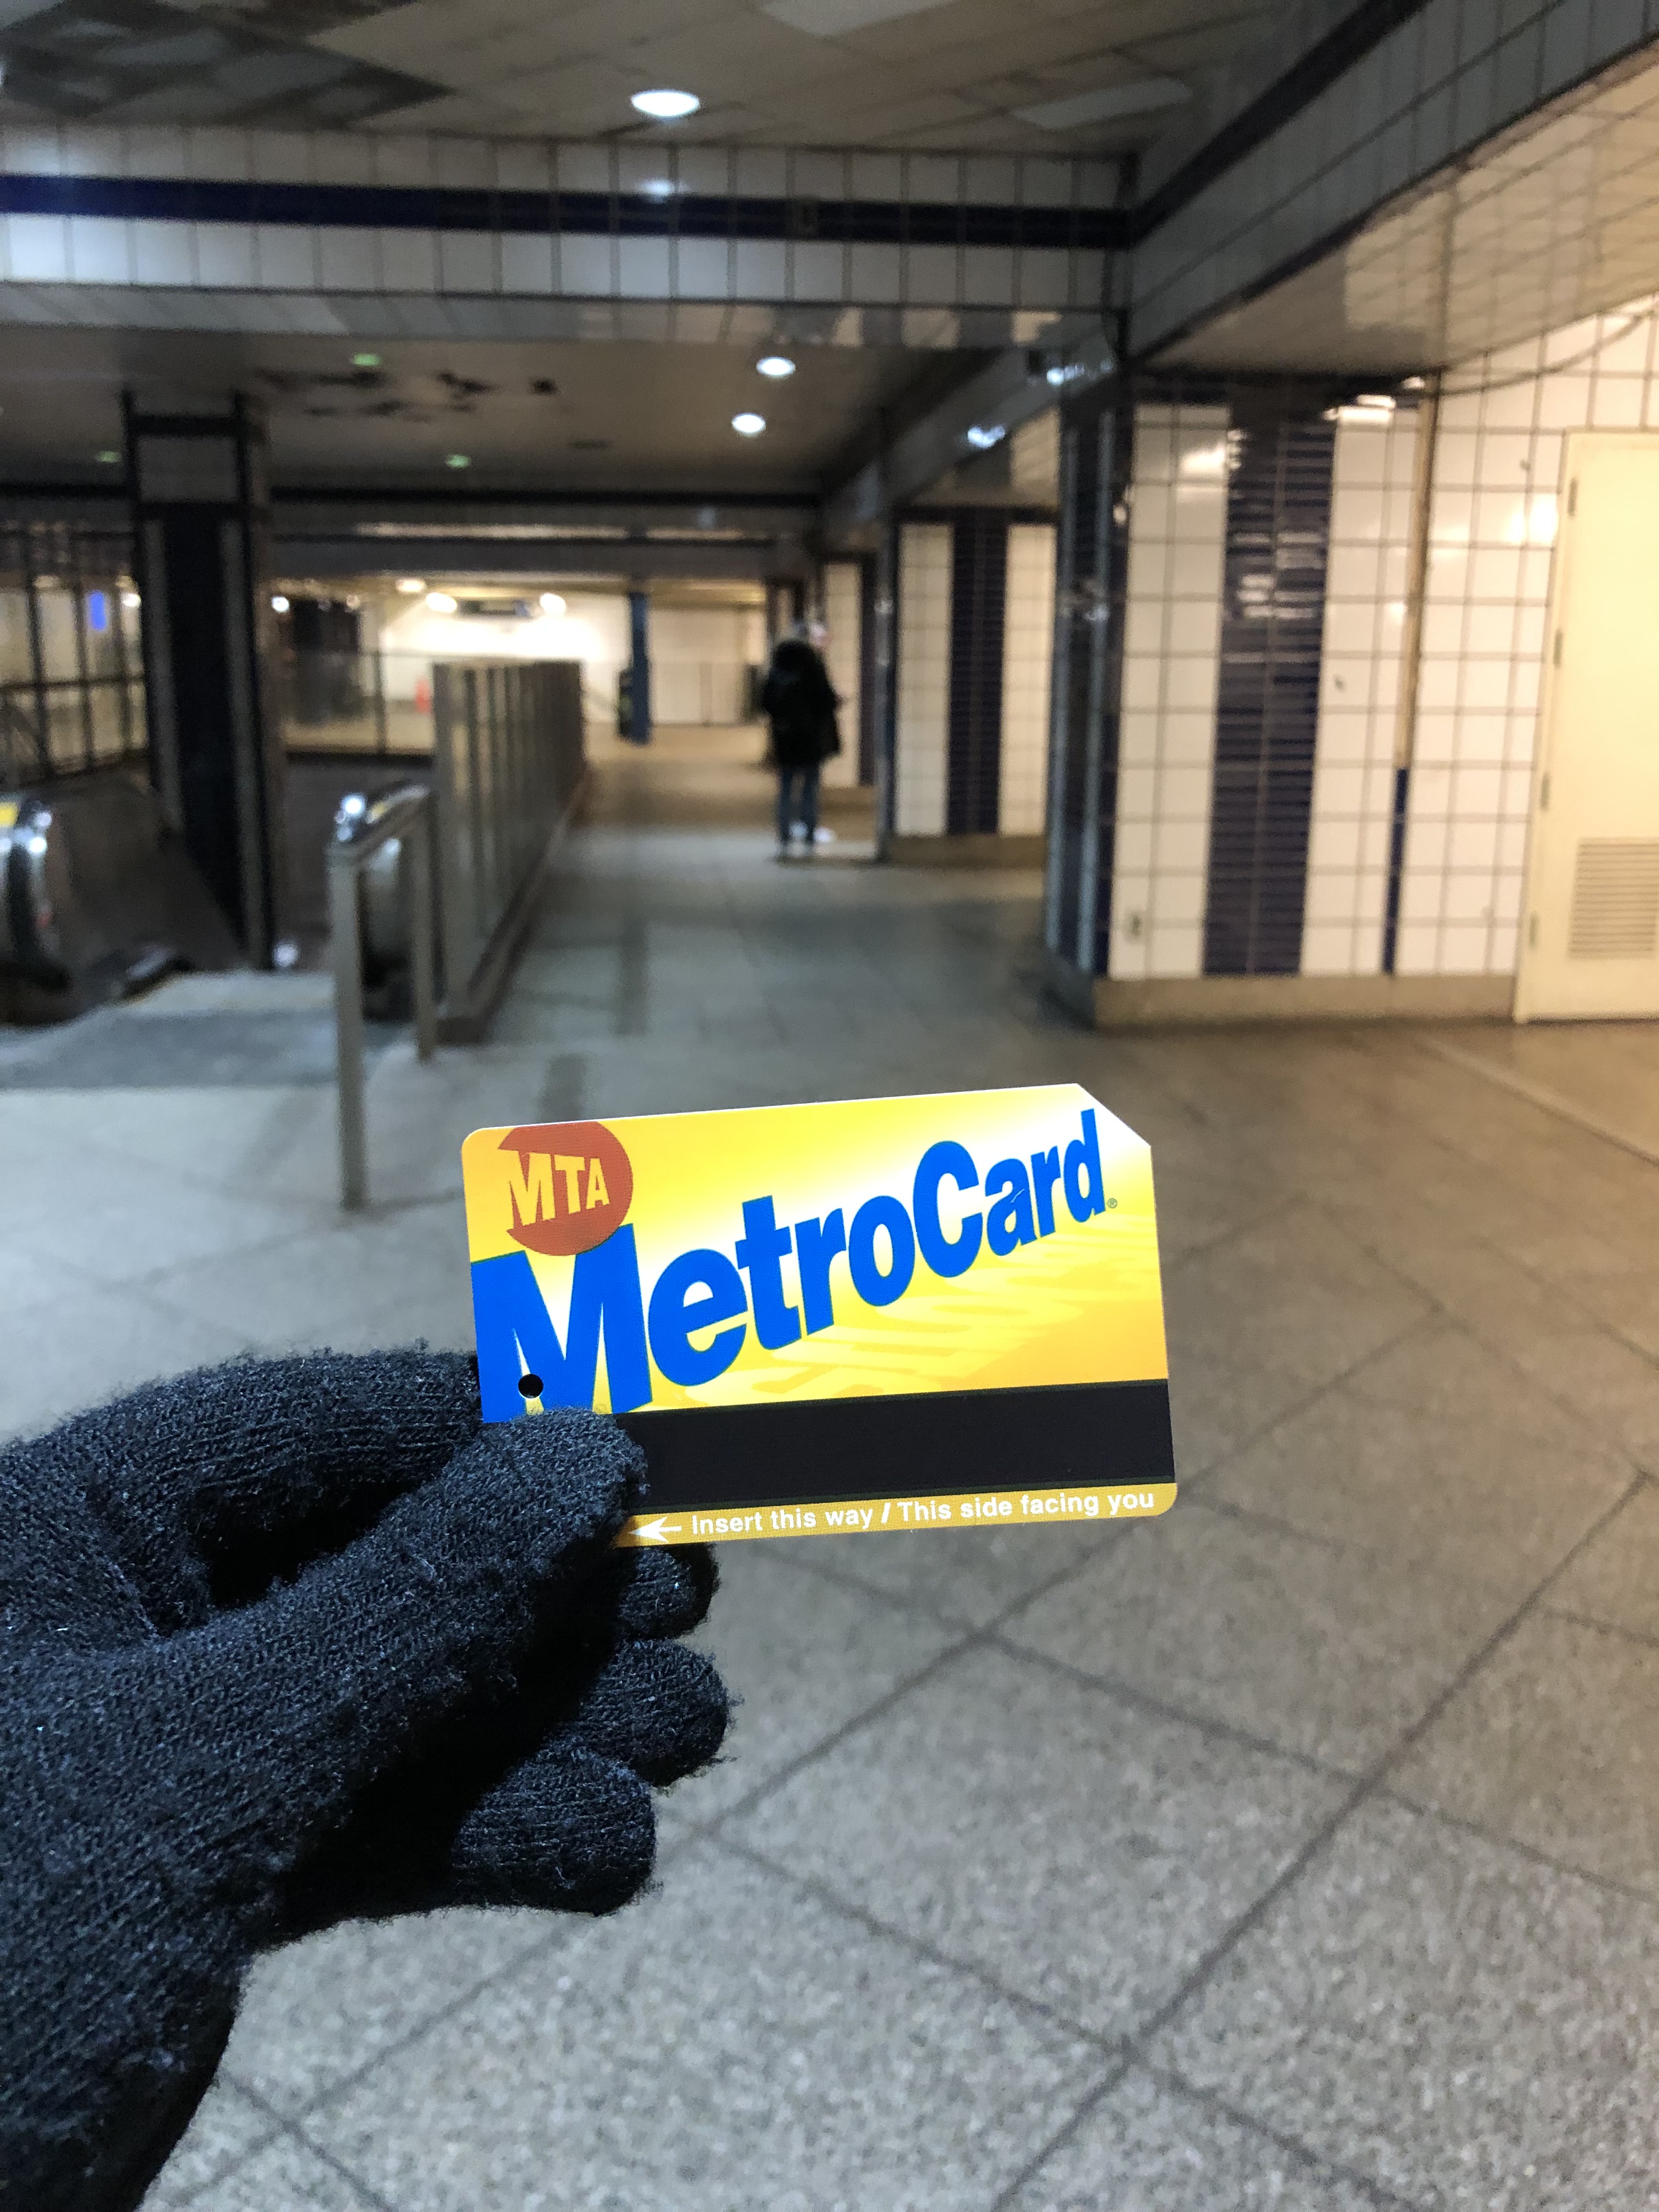 MTA
MetroCard®
← Insert this way / This side facing you